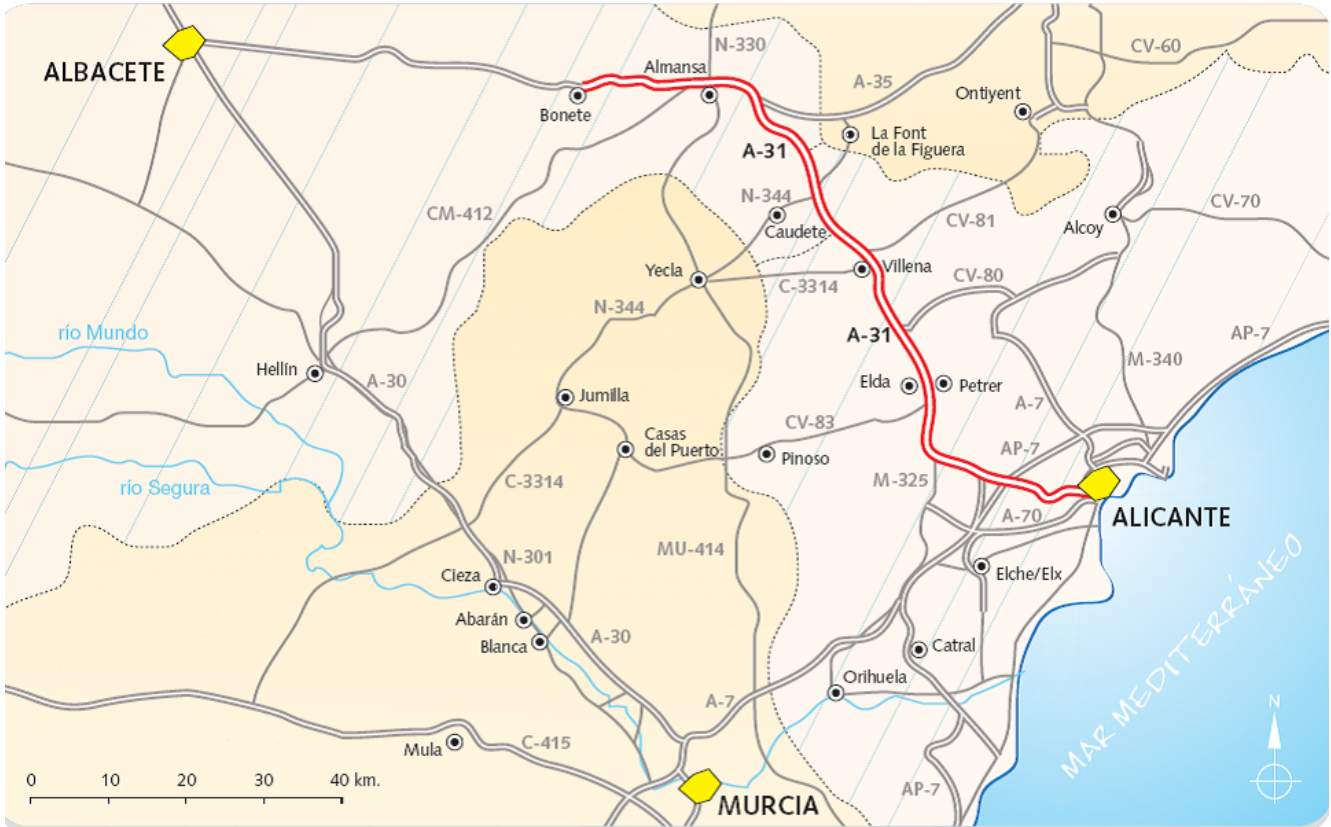 N-330
CV-60
ALBACETE
Almansa
A-35
Ontiyent
Bonete
La Font
de la Figuera
A-31
N-344
CM-412
Caudete
CV-81
Alcoy
CV-70
Yecla
Villena
C-3314
CV-80
N-344
río Mundo
A-31
AP-7
M-340
Hellín
A-30
Elda
Petrer
Jumilla
A-7
CV-83
Casas
del Puerto
Pinoso
AP-7
C-3314
M-325
río Segura
A-70
ALICANTE
MU-414
N-301
Cieza
Elche/Elx
Abarán
A-30
Blanca
Catral
MAR MEDITERRÁNEO
Orihuela
A-7
N
Mula
C-415
0 10 20 30 40 km.
AP-7
MURCIA